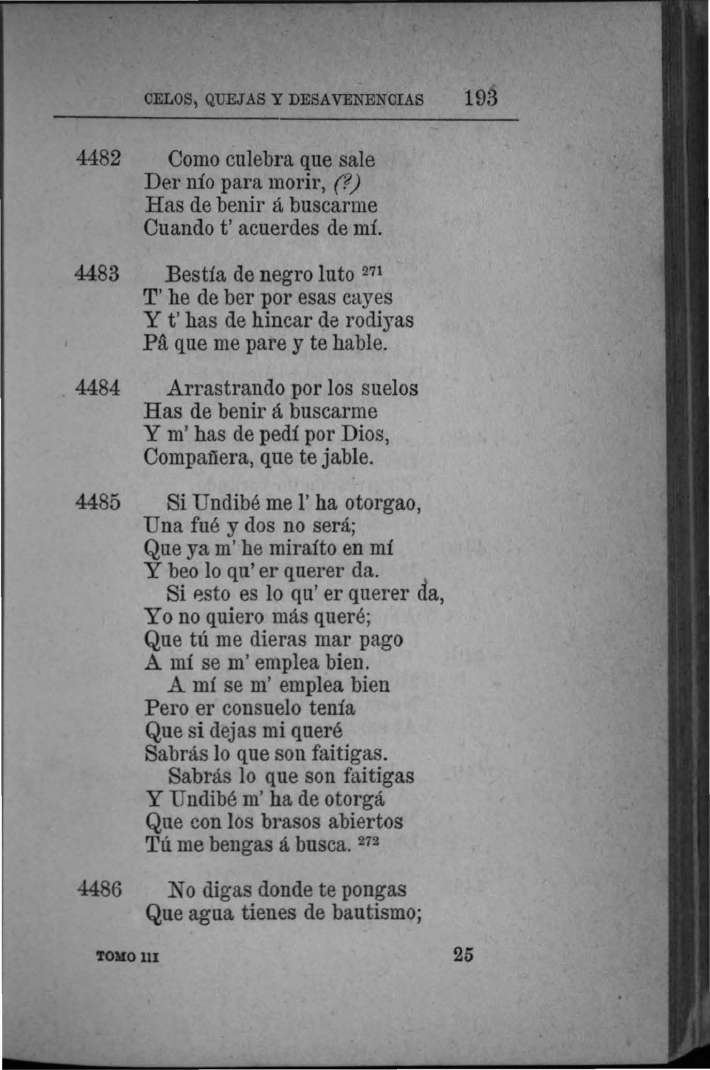 CELOS, QUEJAS Y DESAVENENCIAS 193
4482 Como culebra que sale
Der nío para morir, (?)
Has de benir á buscarme
Cuando t' acuerdes de mí.
4483 Bestía de negro luto 271
T' he de ber por esas cayes
Y t' has de hincar de rodiyas
Pâ que me pare y te hable.
4484 Arrastrando por los suelos
Has de benir á buscarme
Y m' has de pedí por Dios,
Compañera, que te jable.
4485 Si Undibé me l' ha otorgao,
Una fué y dos no será;
Que ya m' he miraíto en mí
Y beo lo qu' er querer da.
Si esto es lo qu' er querer da,
Yo no quiero más queré;
Que tú me dieras mar pago
A mí se m' emplea bien.
A mí se m' emplea bien
Pero er consuelo tenía
Que si dejas mi queré
Sabrás lo que son faitigas.
Sabrás lo que son faitigas
Y Undibé m' ha de otorgá
Que con los brasos abiertos
Tú me bengas á busca. 272
4486 No digas donde te pongas
Que agua tienes de bautismo;
TOMO III 25